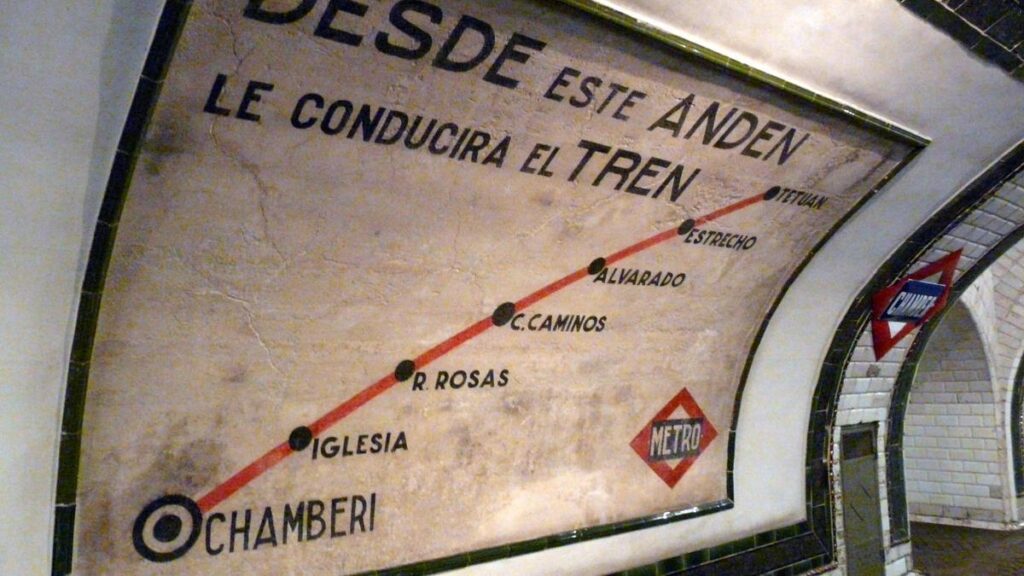 DESDE ESTE ANDEN
LE CONDUCIRA EL TREN
TETUAN
ESTRECHO
ALVARADO
C. CAMINOS
R. ROSAS
IGLESIA
CHAMBERI
METRO